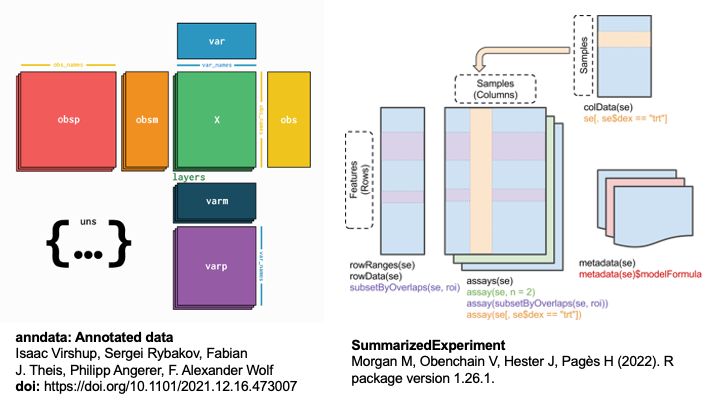 var
obs_names
var_names
obsp
obsm
X
obs_names
obs
layers
varm
uns
{...}
varp
var_names
anndata: Annotated data
Isaac Virshup, Sergei Rybakov, Fabian
J. Theis, Philipp Angerer, F. Alexander Wolf
doi: https://doi.org/10.1101/2021.12.16.473007
Samples
Samples
(Columns)
colData(se)
se[, se$dex == "trt"]
Features
(Rows)
rowRanges(se)
rowData(se)
subsetByOverlaps(se, roi)
assays(se)
assay(se, n = 2)
assay(subsetByOverlaps(se, roi))
assay(se[, se$dex == "trt"])
metadata(se)
metadata(se)$modelFormula
SummarizedExperiment
Morgan M, Obenchain V, Hester J, Pagès H (2022). R
package version 1.26.1.